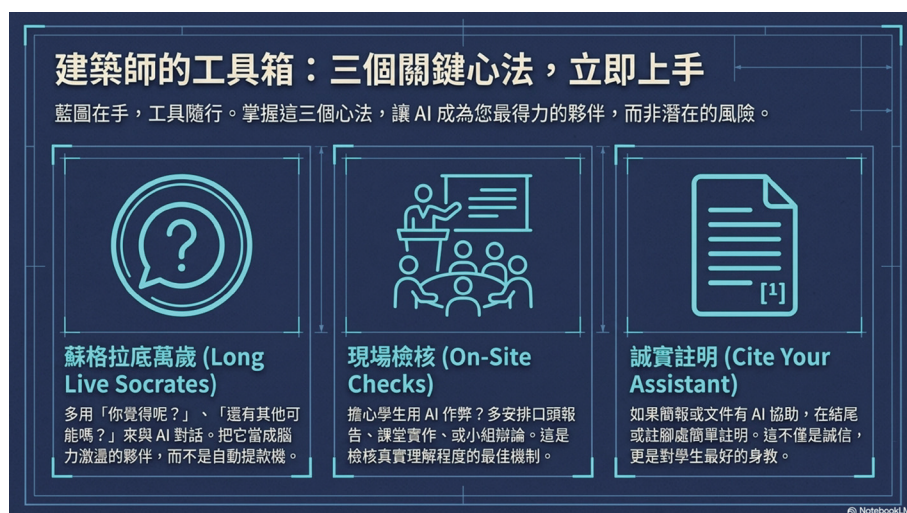 建築師的工具箱：三個關鍵心法，立即上手
藍圖在手，工具隨行。掌握這三個心法，讓 AI 成為您最得力的夥伴，而非潛在的風險。
[1]
蘇格拉底萬歲 (Long
Live Socrates)
多用「你覺得呢？」、「還有其他可
能嗎？」來與 AI 對話。把它當成腦
力激盪的夥伴，而不是自動提款機。
現場檢核 (On-Site
Checks)
擔心學生用 AI 作弊？多安排口頭報
告、課堂實作、或小組辯論。這是
檢核真實理解程度的最佳機制。
誠實註明 (Cite Your
Assistant)
如果簡報或文件有 AI 協助，在結尾
或註腳處簡單註明。這不僅是誠信，
更是對學生最好的身教。